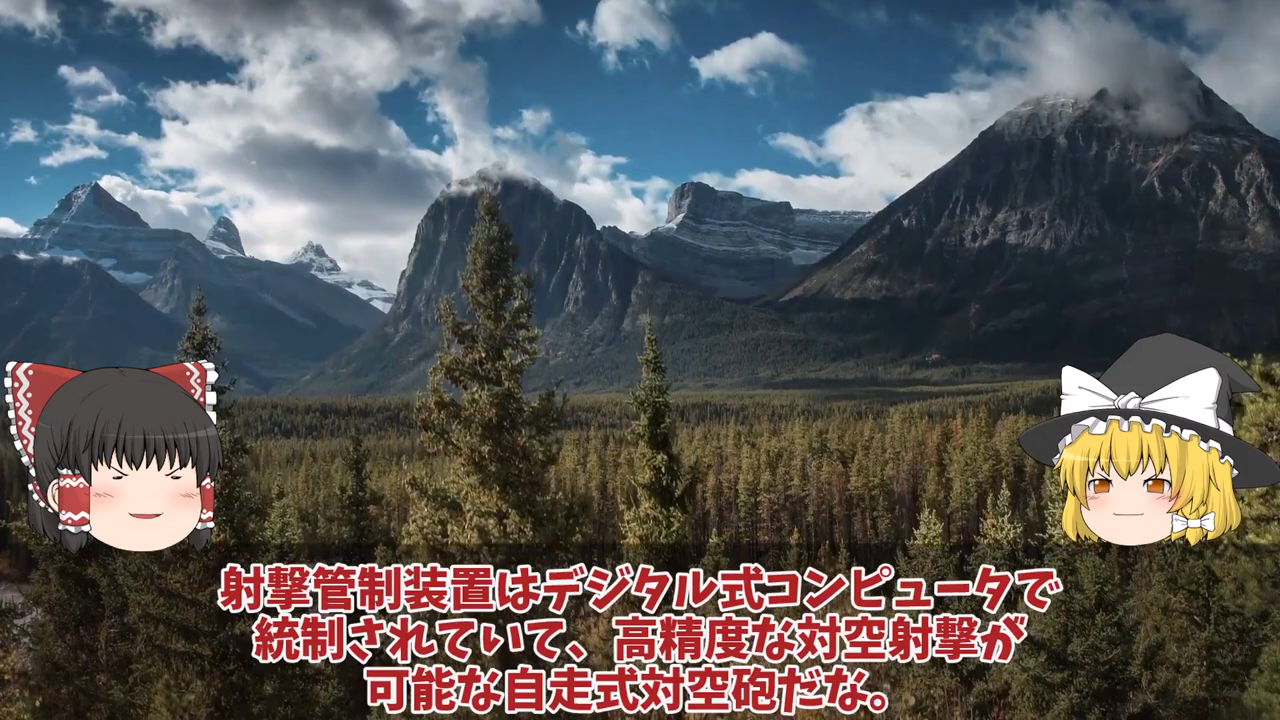 射撃管制装置はデジタル式コンピュータで
統制されていて、高精度な対空射撃が
可能な自走式対空砲だな。